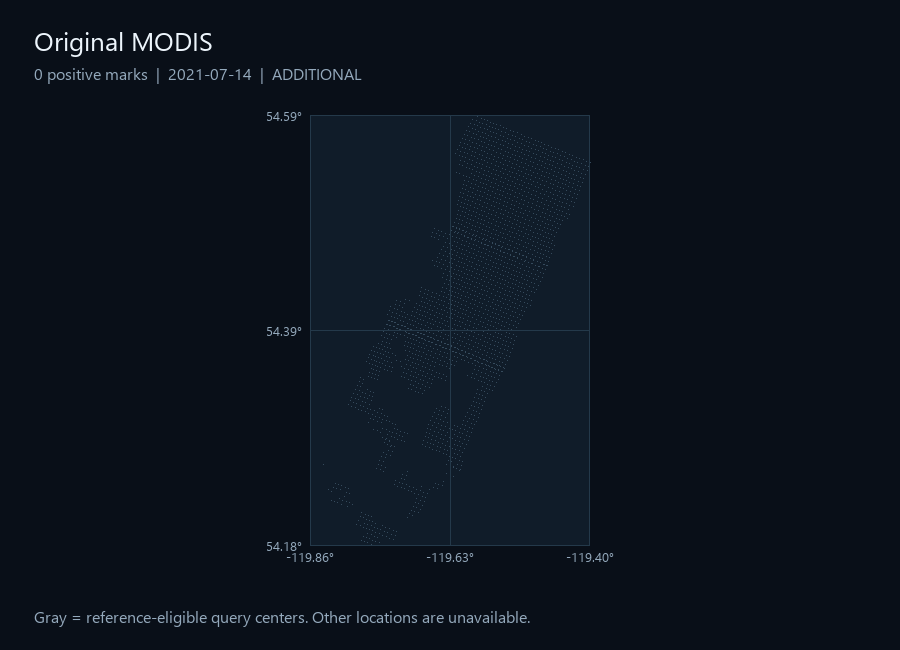 Original MODIS
0 positive marks | 2021-07-14 | ADDITIONAL
54.59°
54.39°
54.18°
-119.86°
-119.63°
-119.40°
Gray = reference-eligible query centers. Other locations are unavailable.